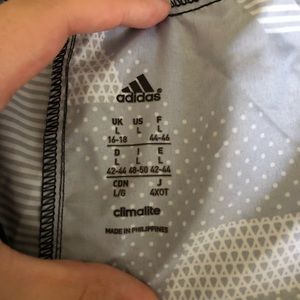 adidas
UK US F
L L L
16-18 44-46
D I E
L L L
42-44 48-50 42-44
CDN J
L/G 4XOT
climalite
MADE IN PHILIPPINES